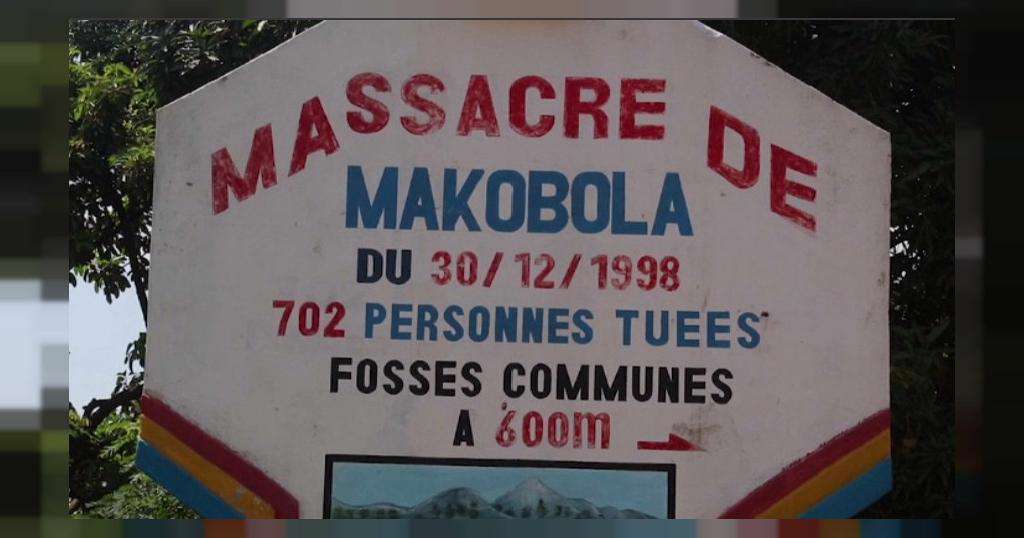 MASSACRE DE
MAKOBOLA
DU 30/12/1998
702 PERSONNES TUEES
FOSSES COMMUNES
A 600m